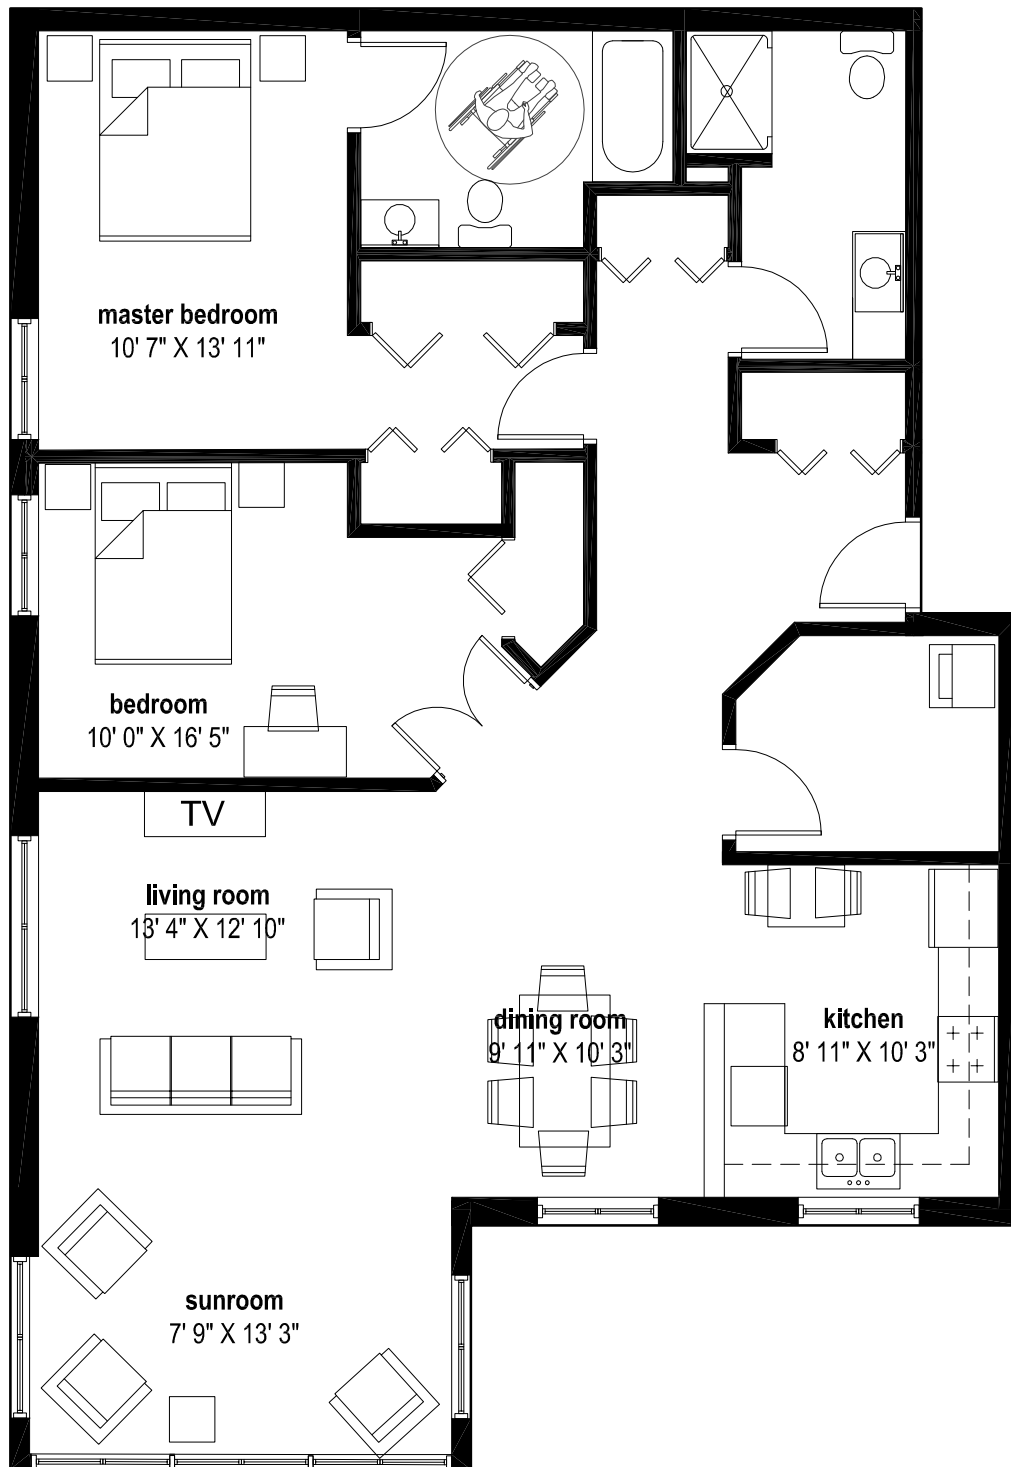 master bedroom
10' 7" X 13' 11"
bedroom
10' 0" X 16' 5"
TV
living room
13' 4" X 12' 10"
dining room
9' 11" X 10' 3"
kitchen
8' 11" X 10' 3"
sunroom
7' 9" X 13' 3"